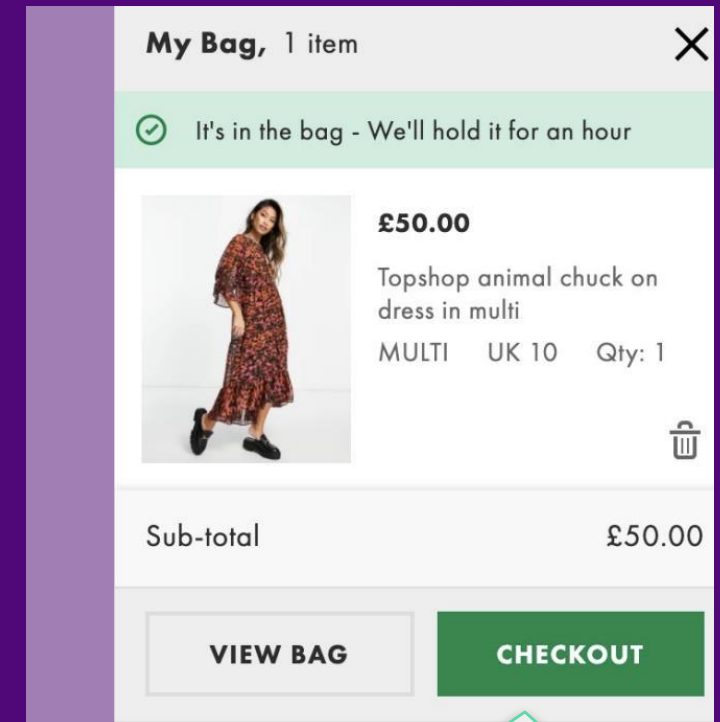 My Bag, 1 item
It's in the bag - We'll hold it for an hour
£50.00
Topshop animal chuck on
dress in multi
MULTI UK 10 Qty: 1
Sub-total £50.00
VIEW BAG CHECKOUT